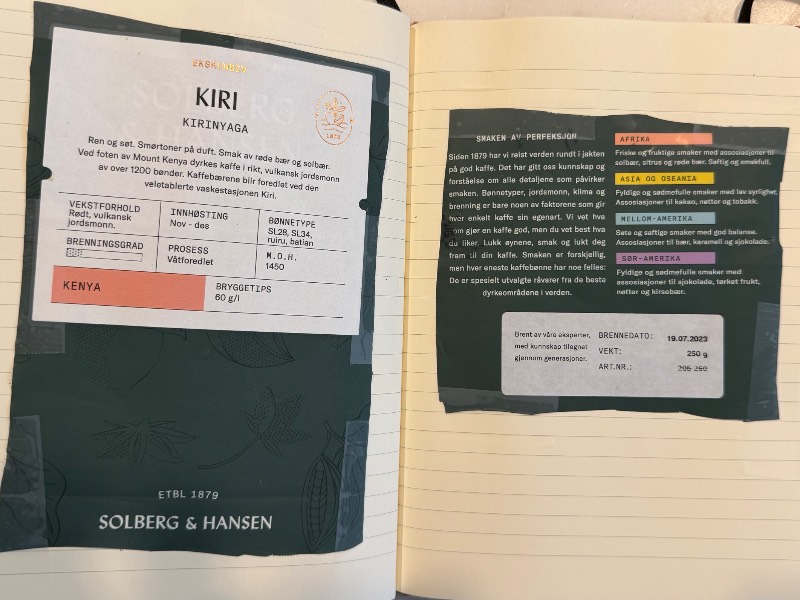 EKSKLUSIV
KIRI
KIRINYAGA
1879
Ren og søt. Smørtoner på duft. Smak av røde bær og solbær.
Ved foten av Mount Kenya dyrkes kaffe i rikt, vulkansk jordsmonn
av over 1200 bønder. Kaffebærene blir foredlet ved den
veletablerte vaskestasjonen Kiri.
VEKSTFORHOLD
Rødt, vulkansk
jordsmonn.
INNHØSTING
Nov - des
BØNNETYPE
SL28, SL34,
ruiru, batian
BRENNINGSGRAD
PROSESS
Våtforedlet
M.O.H.
1450
KENYA
BRYGGETIPS
60 g/l
ETBL 1879
SOLBERG & HANSEN
SMAKEN AV PERFEKSJON
Siden 1879 har vi reist verden rundt i jakten
på god kaffe. Det har gitt oss kunnskap og
forståelse om alle detaljene som påvirker
smaken. Bønnetyper, jordsmonn, klima og
brenning er bare noen av faktorene som gir
hver enkelt kaffe sin egenart. Vi vet hva
som gjør en kaffe god, men du vet best hva
du liker. Lukk øynene, smak og lukt deg
fram til din kaffe. Smaken er forskjellig,
men hver eneste kaffebønne har noe felles:
De er spesielt utvalgte råvarer fra de beste
dyrkeområdene i verden.
AFRIKA
Friske og fruktige smaker med assosiasjoner til
solbær, sitrus og røde bær. Saftig og smakfull.
ASIA OG OSEANIA
Fyldige og sødmefulle smaker med lav syrlighet.
Assosiasjoner til kakao, nøtter og tobakk.
MELLOM-AMERIKA
Søte og saftige smaker med god balanse.
Assosiasjoner til bær, karamell og sjokolade.
SØR-AMERIKA
Fyldige og sødmefulle smaker med
assosiasjoner til sjokolade, tørket frukt,
nøtter og kirsebær.
Brent av våre eksperter,
med kunnskap tilegnet
gjennom generasjoner.
BRENNEDATO: 19.07.2023
VEKT: 250 g
ART.NR.: 206-250